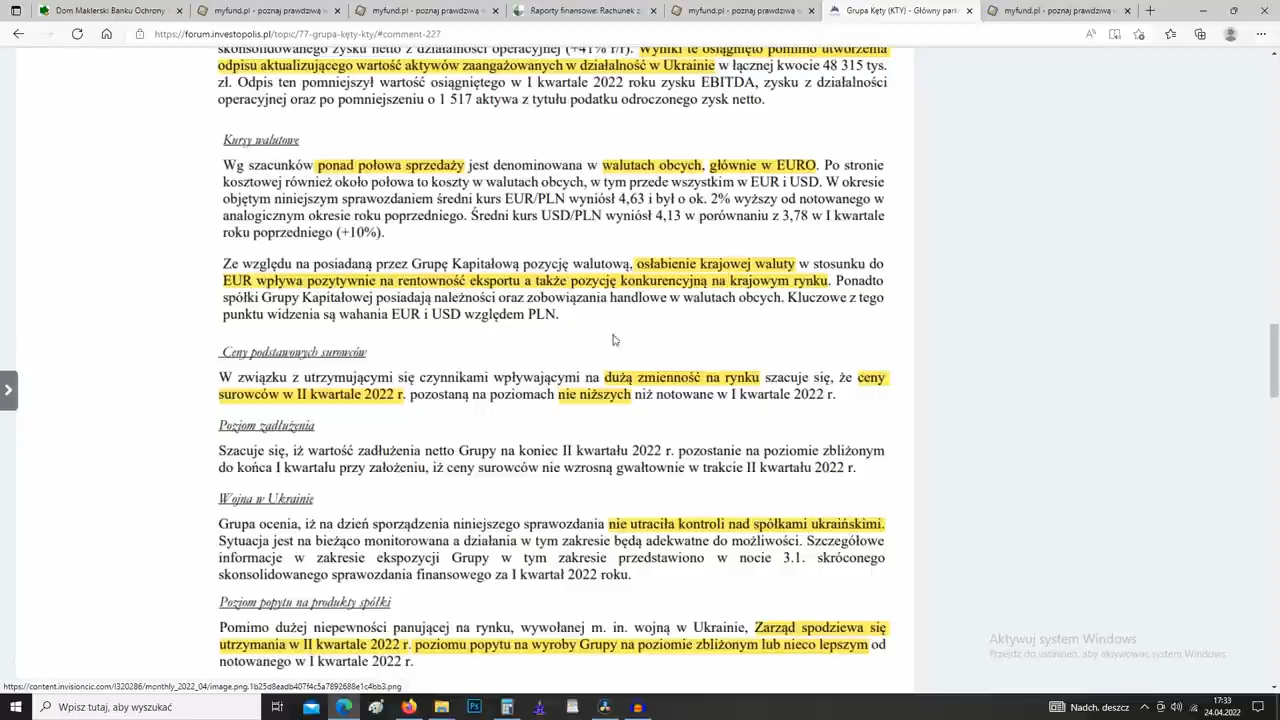 Dom Maklerski Banku Ochrony
myfund.pl - poznaj prawdziwą w
myfund.pl - poznaj prawdziwą w
Raporty finansowe: Rachunek z
myfund.pl - poznaj prawdziwą w
Grupa Kęty (KTY) - Główny park
myfund.pl - poznaj prawdziwą w
https://forum.investopolis.pl/topic/77-grupa-kęty-kty/#comment-227
skonsolidowanego zysku netto z działalności operacyjnej (+41% r/r). Wyniki te osiągnięto pomimo utworzenia
odpisu aktualizującego wartość aktywów zaangażowanych w działalność w Ukrainie w łącznej kwocie 48 315 tys.
zł. Odpis ten pomniejszył wartość osiągniętego w I kwartale 2022 roku zysku EBITDA, zysku z działalności
operacyjnej oraz po pomniejszeniu o 1 517 aktywa z tytułu podatku odroczonego zysk netto.
Kursy walutowe
Wg szacunków ponad połowa sprzedaży jest denominowana w walutach obcych, głównie w EURO. Po stronie
kosztowej również około połowa to koszty w walutach obcych, w tym przede wszystkim w EUR i USD. W okresie
objętym niniejszym sprawozdaniem średni kurs EUR/PLN wyniósł 4,63 i był o ok. 2% wyższy od notowanego w
analogicznym okresie roku poprzedniego. Średni kurs USD/PLN wyniósł 4,13 w porównaniu z 3,78 w I kwartale
roku poprzedniego (+10%).
Ze względu na posiadaną przez Grupę Kapitałową pozycję walutową, osłabienie krajowej waluty w stosunku do
EUR wpływa pozytywnie na rentowność eksportu a także pozycję konkurencyjną na krajowym rynku. Ponadto
spółki Grupy Kapitałowej posiadają należności oraz zobowiązania handlowe w walutach obcych. Kluczowe z tego
punktu widzenia są wahania EUR i USD względem PLN.
Ceny podstawowych surowców
W związku z utrzymującymi się czynnikami wpływającymi na dużą zmienność na rynku szacuje się, że ceny
surowców w II kwartale 2022 r. pozostaną na poziomach nie niższych niż notowane w I kwartale 2022 r.
Poziom zadłużenia
Szacuje się, iż wartość zadłużenia netto Grupy na koniec II kwartału 2022 r. pozostanie na poziomie zbliżonym
do końca I kwartału przy założeniu, iż ceny surowców nie wzrosną gwałtownie w trakcie II kwartału 2022 r.
Wojna w Ukrainie
Grupa ocenia, iż na dzień sporządzenia niniejszego sprawozdania nie utraciła kontroli nad spółkami ukraińskimi.
Sytuacja jest na bieżąco monitorowana a działania w tym zakresie będą adekwatne do możliwości. Szczegółowe
informacje w zakresie ekspozycji Grupy w tym zakresie przedstawiono w nocie 3.1. skróconego
skonsolidowanego sprawozdania finansowego za I kwartał 2022 roku.
Poziom popytu na produkty spółki
Pomimo dużej niepewności panującej na rynku, wywołanej m. in. wojną w Ukrainie, Zarząd spodziewa się
utrzymania w II kwartale 2022 r. poziomu popytu na wyroby Grupy na poziomie zbliżonym lub nieco lepszym od
notowanego w I kwartale 2022 r.
Aktywuj system Windows
Przejdź do ustawień, aby aktywować system Windows.
https://content.invisioncic.com/l320286/monthly_2022_04/image.png.1b25d8eadb407f4c5a7892688e1c4bb3.png
Wpisz tutaj, aby wyszukać
Nadch. deszcz
17:33
24.04.2022